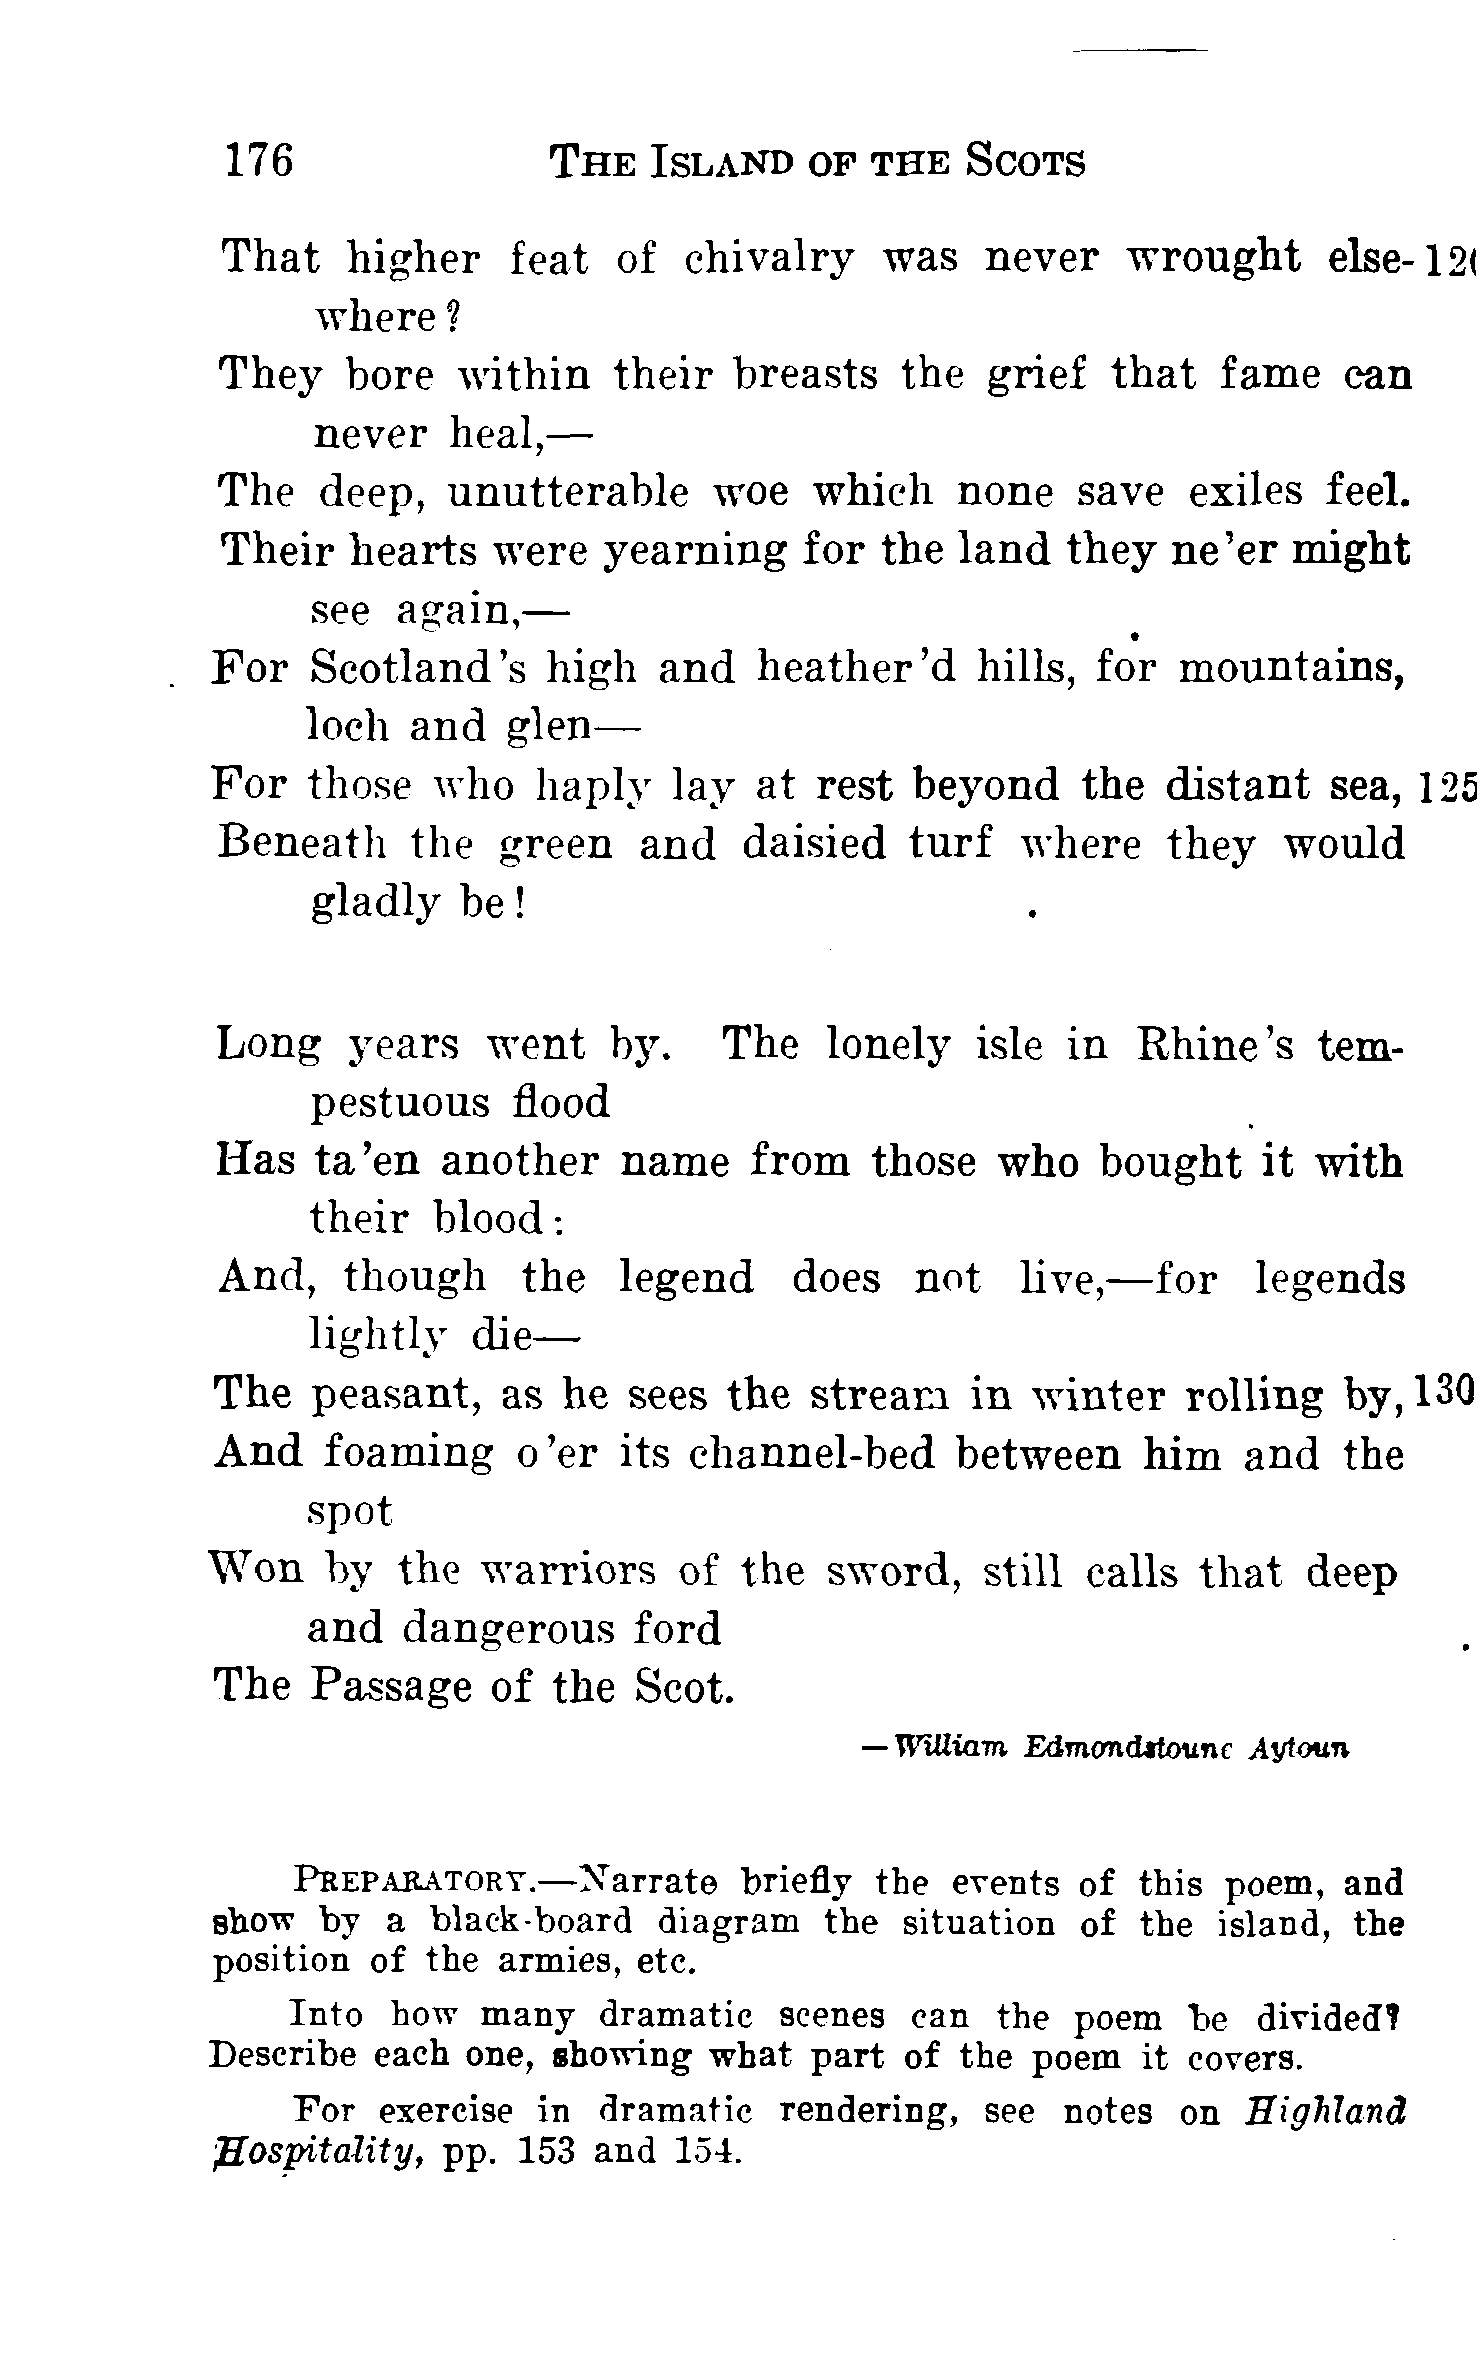 176 THE ISLAND OF THE SCOTS
That higher feat of chivalry was never wrought else- 120
where?
They bore within their breasts the grief that fame can
never heal,—
The deep, unutterable woe which none save exiles feel.
Their hearts were yearning for the land they ne'er might
see again,—
For Scotland's high and heather'd hills, for mountains,
loch and glen—
For those who haply lay at rest beyond the distant sea, 125
Beneath the green and daisied turf where they would
gladly be!
Long years went by. The lonely isle in Rhine's tem-
pestuous flood
Has ta'en another name from those who bought it with
their blood:
And, though the legend does not live,—for legends
lightly die—
The peasant, as he sees the stream in winter rolling by, 130
And foaming o'er its channel-bed between him and the
spot
Won by the warriors of the sword, still calls that deep
and dangerous ford
The Passage of the Scot.
—William Edmondstoune Aytoun
PREPARATORY.—Narrate briefly the events of this poem, and
show by a black-board diagram the situation of the island, the
position of the armies, etc.
Into how many dramatic scenes can the poem be divided?
Describe each one, showing what part of the poem it covers.
For exercise in dramatic rendering, see notes on Highland
Hospitality, pp. 153 and 154.